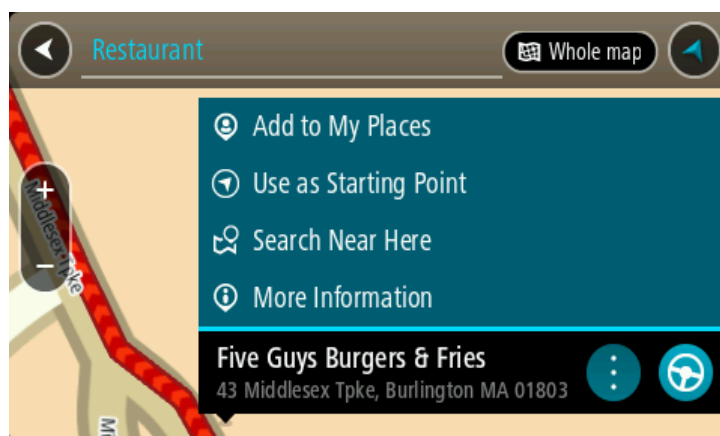 Restaurant
Whole map
Add to My Places
Use as Starting Point
Search Near Here
More Information
Middlesex Tpke
Five Guys Burgers & Fries
43 Middlesex Tpke, Burlington MA 01803
M